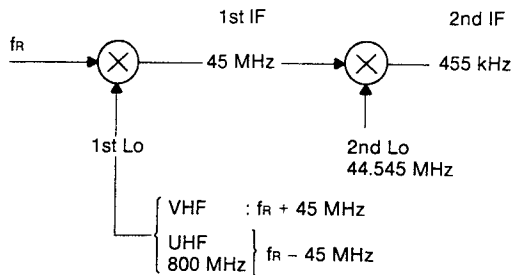 1st IF
2nd IF
fR
45 MHz
455 kHz
1st Lo
2nd Lo
44.545 MHz
VHF : fR + 45 MHz
UHF
800 MHz
fR − 45 MHz